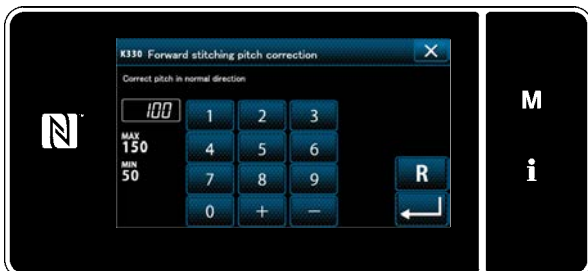 K330 Forward stitching pitch correction
X
Correct pitch in normal direction
100
1 2 3
MAX
150
4 5 6
MIN
50
7 8 9
R
0 + −
N
M
i